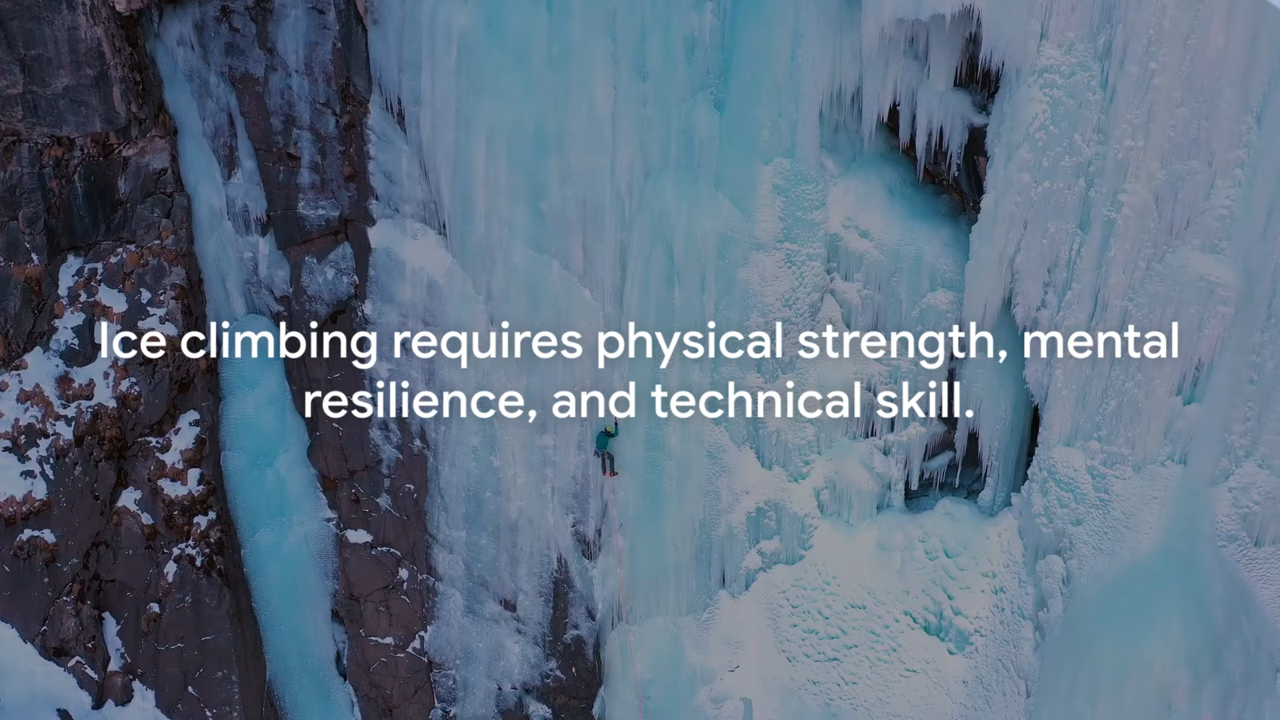 Ice climbing requires physical strength, mental
resilience, and technical skill.